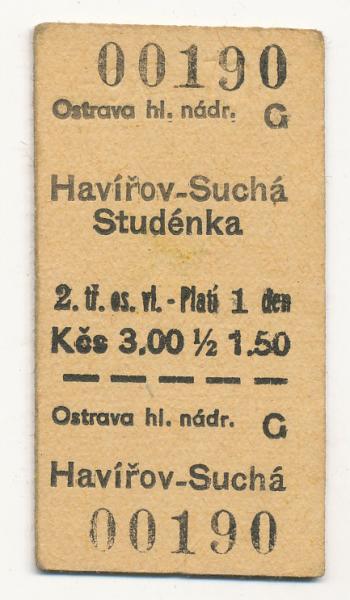 00190
Ostrava hl. nádr. G
Havířov-Suchá
Studénka
2. tř. os. vl. - Platí 1 den
Kčs 3,00 ½ 1.50
Ostrava hl. nádr. G
Havířov-Suchá
00190